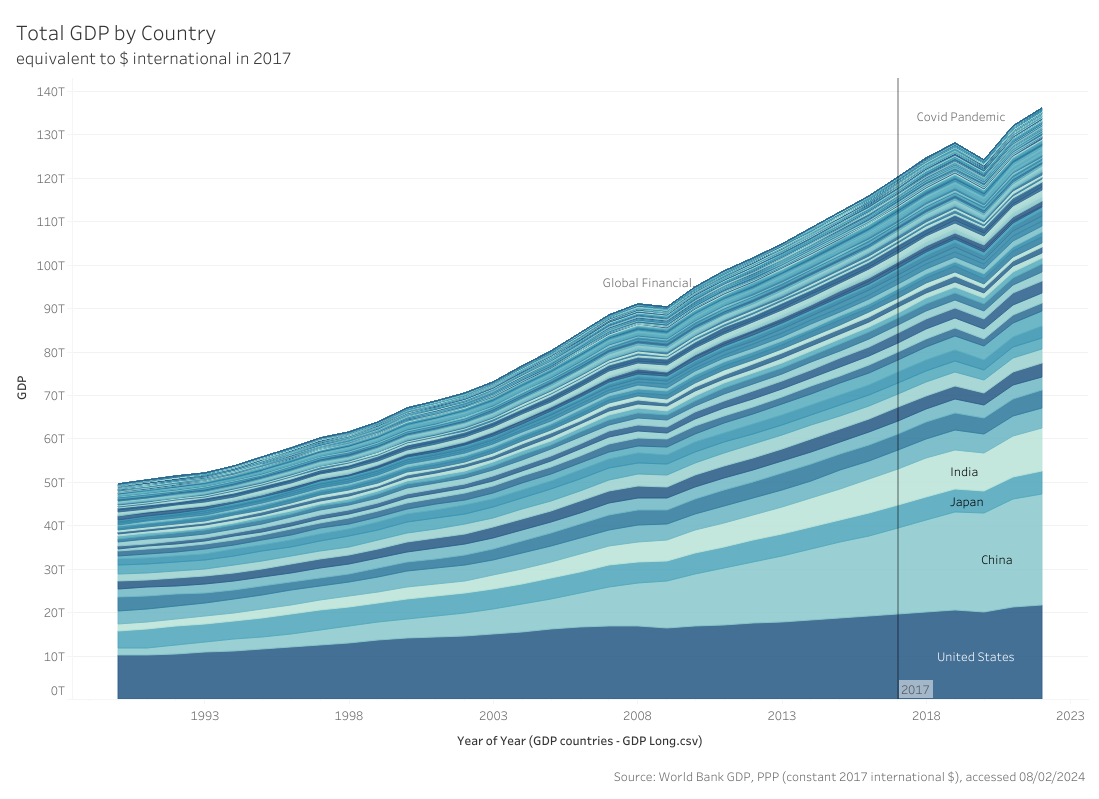 Total GDP by Country
equivalent to $ international in 2017
140T
130T
120T
110T
100T
90T
80T
70T
60T
50T
40T
30T
20T
10T
0T
GDP
Covid Pandemic
Global Financial
India
Japan
China
United States
2017
1993 1998 2003 2008 2013 2018 2023
Year of Year (GDP countries - GDP Long.csv)
Source: World Bank GDP, PPP (constant 2017 international $), accessed 08/02/2024